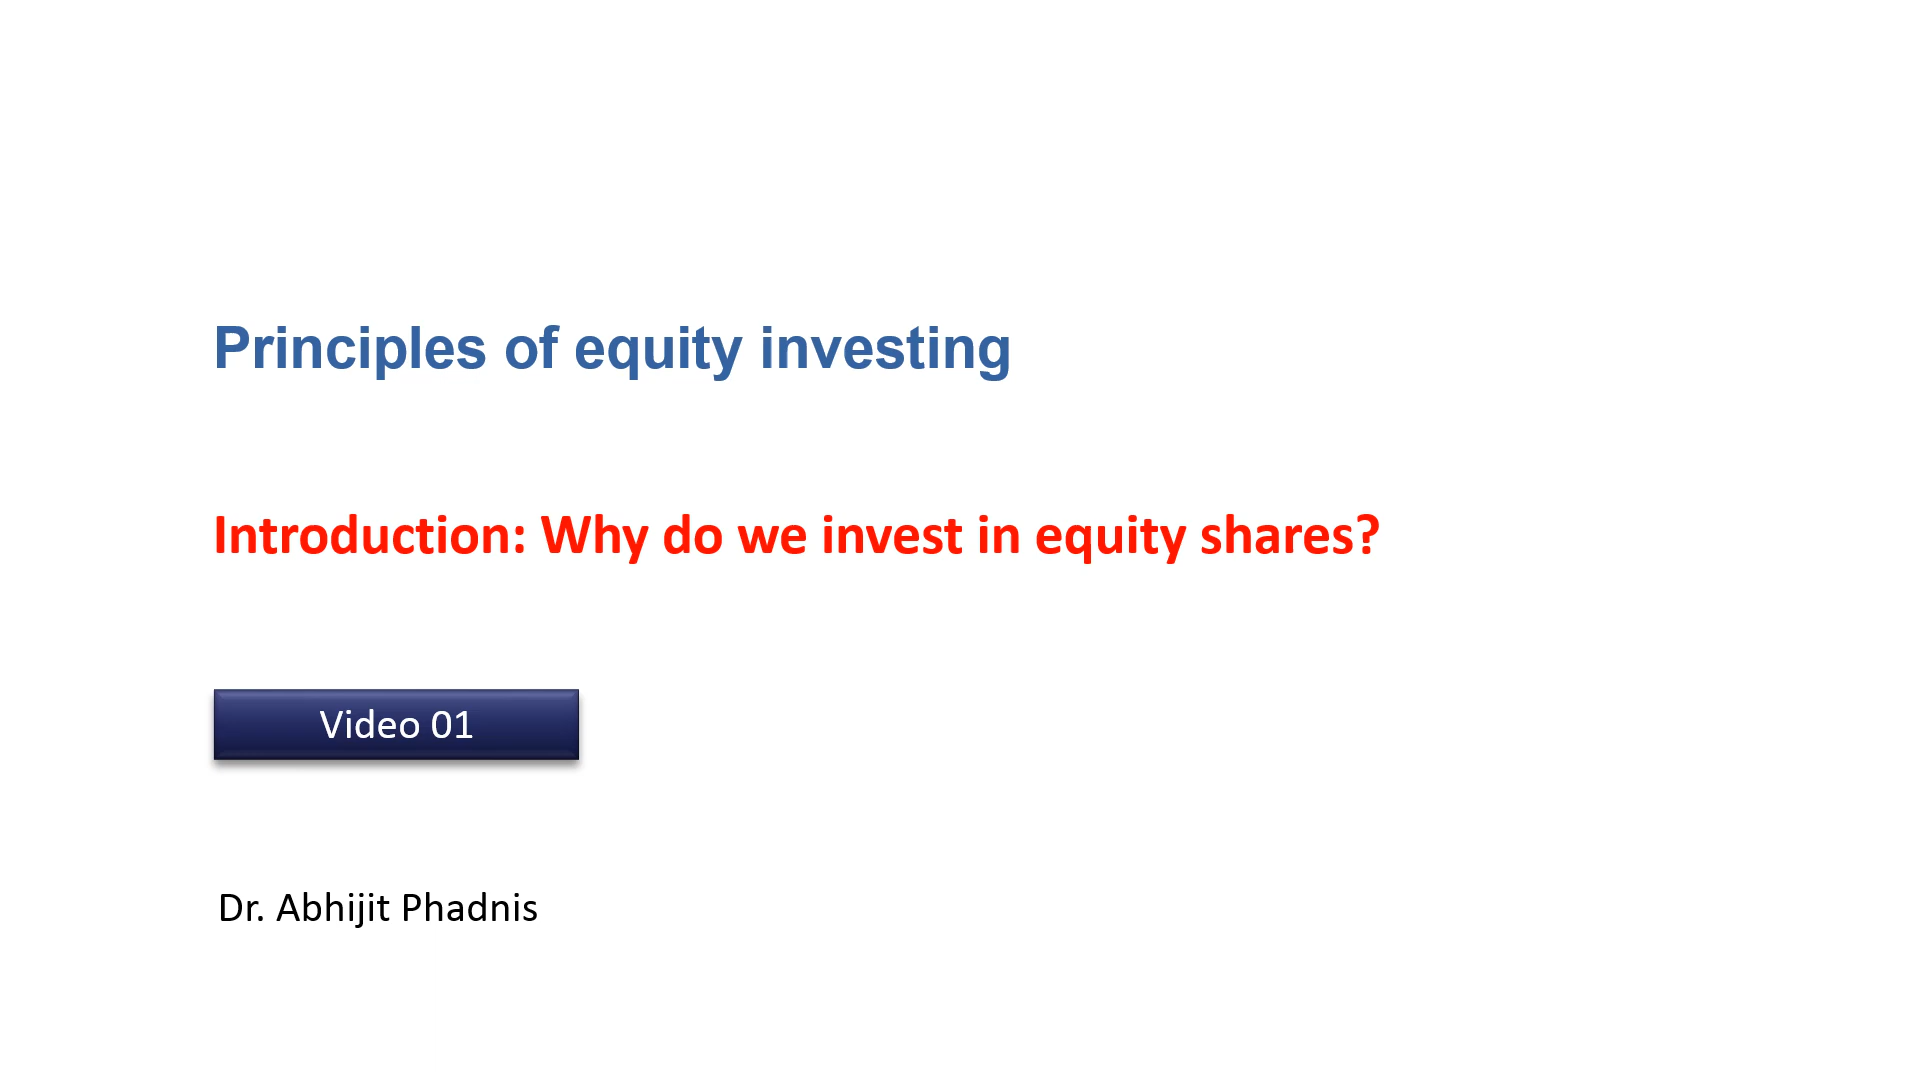 Principles of equity investing
Introduction: Why do we invest in equity shares?
Video 01
Dr. Abhijit Phadnis